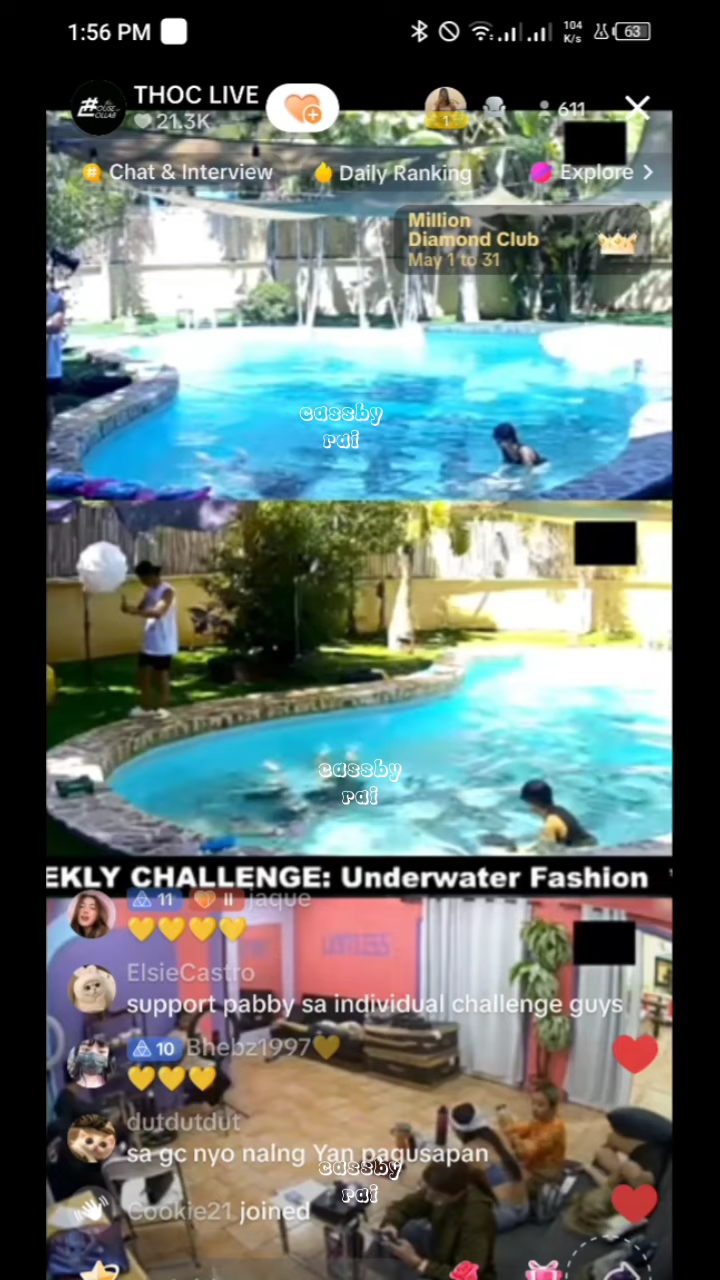 1:56 PM
104
K/s
63
THOC LIVE
21.3K
1
611
Chat & Interview
Daily Ranking
Explore
Million
Diamond Club
May 1 to 31
cassby
rai
cassby
rai
EKLY CHALLENGE: Underwater Fashion
11
II
jaque
ElsieCastro
support pabby sa individual challenge guys
10
Bhebz1997
dutdutdut
sa gc nyo nalng Yan pagusapan
cassby
rai
Cookie21 joined